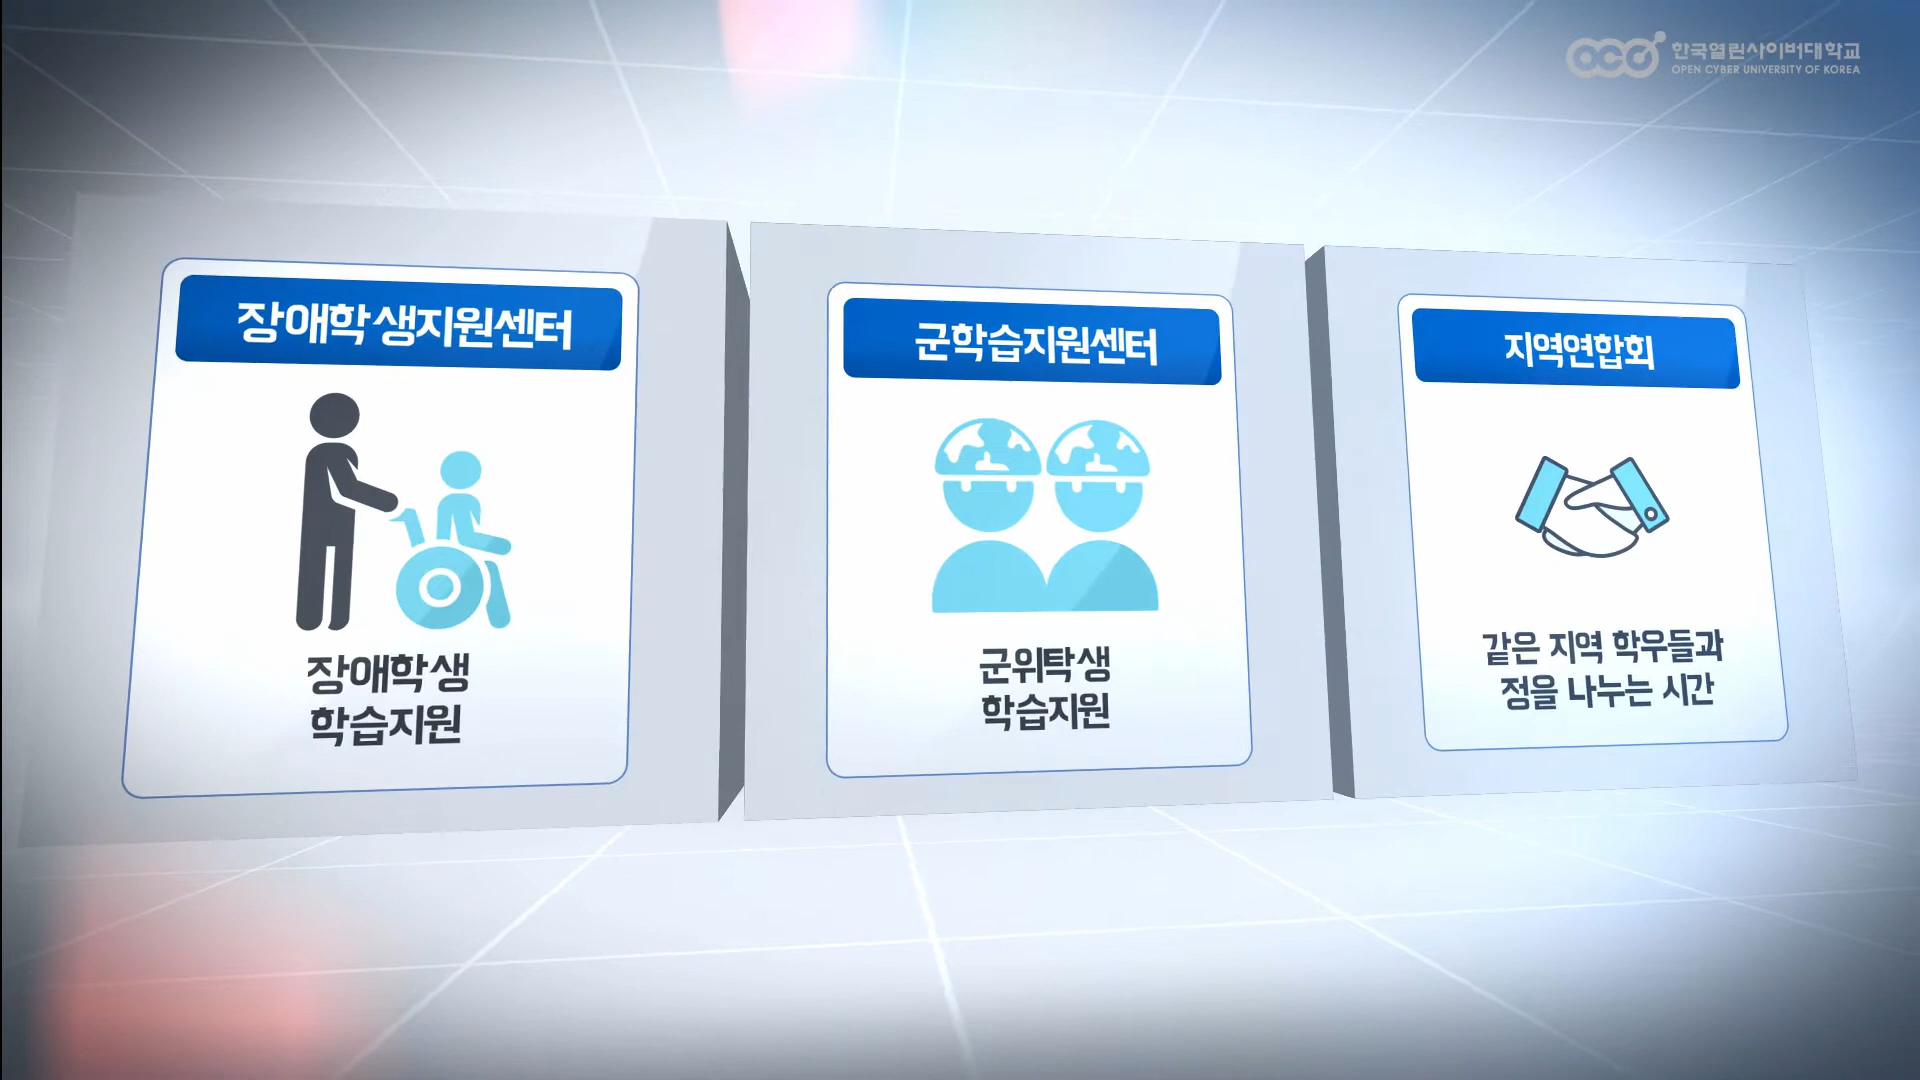 한국열린사이버대학교
OPEN CYBER UNIVERSITY OF KOREA
장애학생지원센터
장애학생
학습지원
군학습지원센터
군위탁생
학습지원
지역연합회
같은 지역 학우들과
정을 나누는 시간